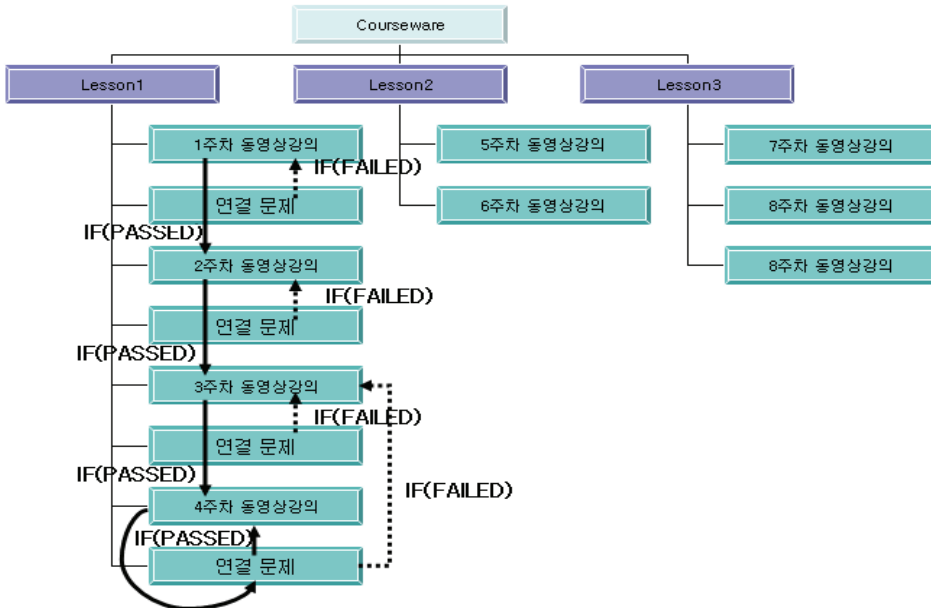 Courseware
Lesson1
Lesson2
Lesson3
1주차 동영상강의
5주차 동영상강의
7주차 동영상강의
IF(FAILED)
연결 문제
6주차 동영상강의
8주차 동영상강의
IF(PASSED)
2주차 동영상강의
8주차 동영상강의
IF(FAILED)
연결 문제
IF(PASSED)
3주차 동영상강의
IF(FAILED)
연결 문제
IF(PASSED)
IF(FAILED)
4주차 동영상강의
IF(PASSED)
연결 문제